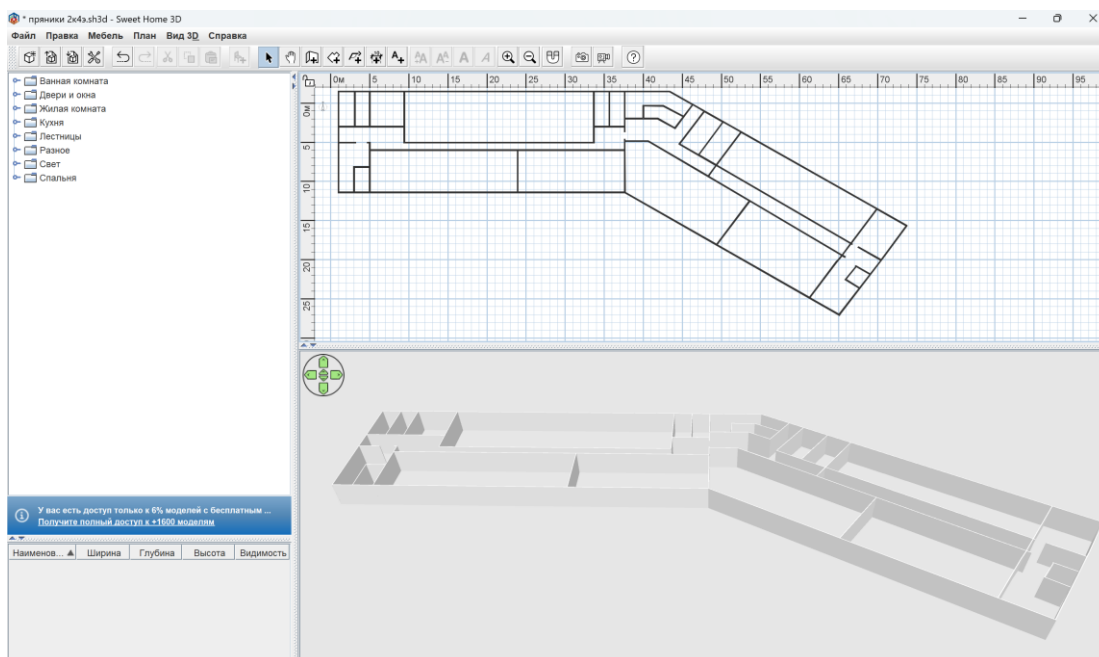 * пряники 2х4э.sh3d - Sweet Home 3D
Файл Правка Мебель План Вид 3D Справка
Ванная комната
Двери и окна
Жилая комната
Кухня
Лестницы
Разное
Свет
Спальня
0м 5 10 15 20 25 30 35 40 45 50 55 60 65 70 75 80 85 90 95
0м
5
10
15
20
25
У вас есть доступ только к 6% моделей с бесплатным ...
Получите полный доступ к +1600 моделям
Наименов... Ширина Глубина Высота Видимость